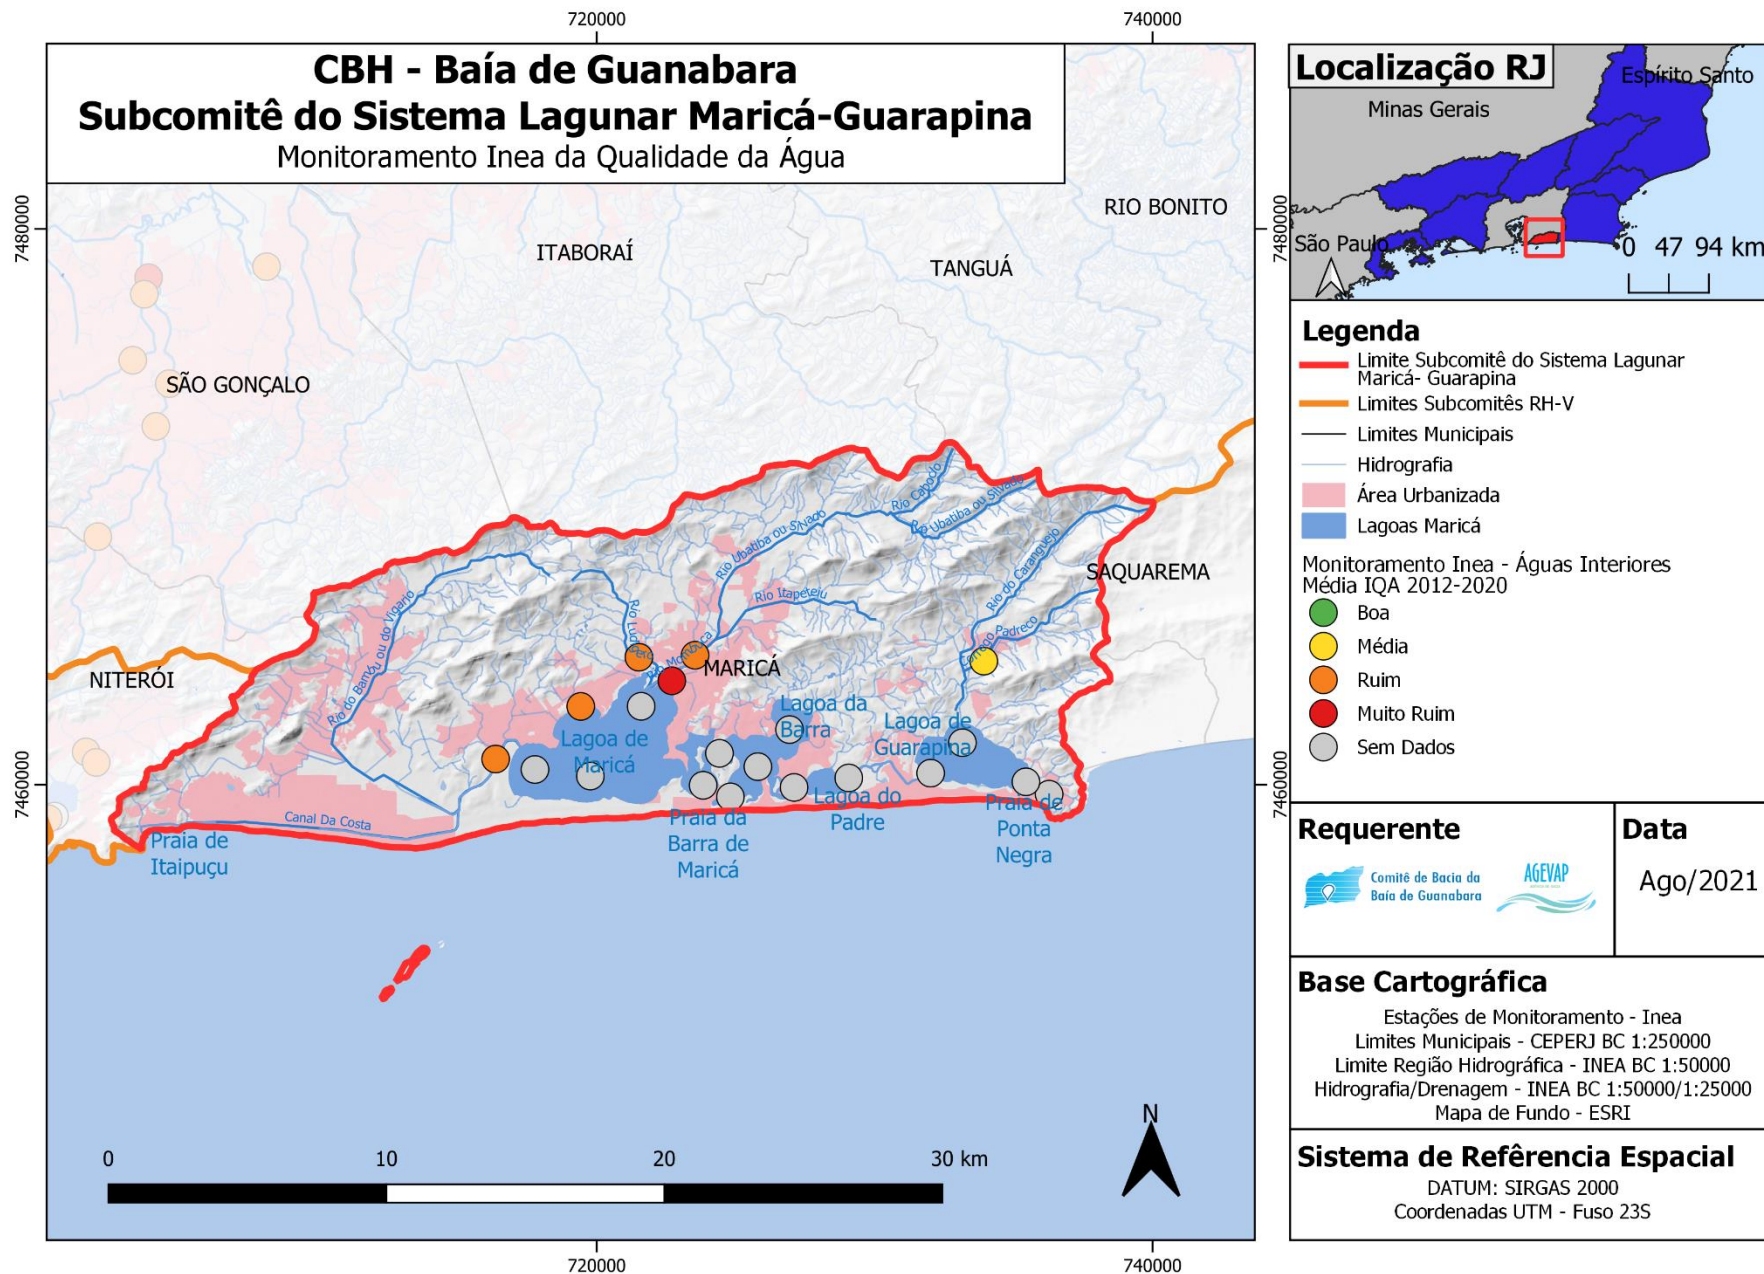 720000
740000
CBH - Baía de Guanabara
Subcomitê do Sistema Lagunar Maricá-Guarapina
Monitoramento Inea da Qualidade da Água
7480000
7460000
RIO BONITO
ITABORAÍ
TANGUÁ
SÃO GONÇALO
SAQUAREMA
NITERÓI
MARICÁ
Rio Caboclo
Rio Ubatiba ou Silvado
Rio Ubatiba ou Silvado
Rio do Caranguejo
Rio Itapeteiu
Rio Mombuca
Córrego Padreco
Canal Da Costa
Lagoa de
Maricá
Lagoa da
Barra
Lagoa de
Guarapina
Lagoa do
Padre
Praia de
Itaipuçu
Praia da
Barra de
Maricá
Praia de
Ponta
Negra
0 10 20 30 km
N
720000
740000
Localização RJ
Espírito Santo
Minas Gerais
São Paulo
0 47 94 km
7480000
7460000
Legenda
Limite Subcomitê do Sistema Lagunar
Maricá- Guarapina
Limites Subcomitês RH-V
Limites Municipais
Hidrografia
Área Urbanizada
Lagoas Maricá
Monitoramento Inea - Águas Interiores
Média IQA 2012-2020
Boa
Média
Ruim
Muito Ruim
Sem Dados
Requerente
Comitê de Bacia da
Baía de Guanabara
AGEVAP
Data
Ago/2021
Base Cartográfica
Estações de Monitoramento - Inea
Limites Municipais - CEPERJ BC 1:250000
Limite Região Hidrográfica - INEA BC 1:50000
Hidrografia/Drenagem - INEA BC 1:50000/1:25000
Mapa de Fundo - ESRI
Sistema de Refêrencia Espacial
DATUM: SIRGAS 2000
Coordenadas UTM - Fuso 23S